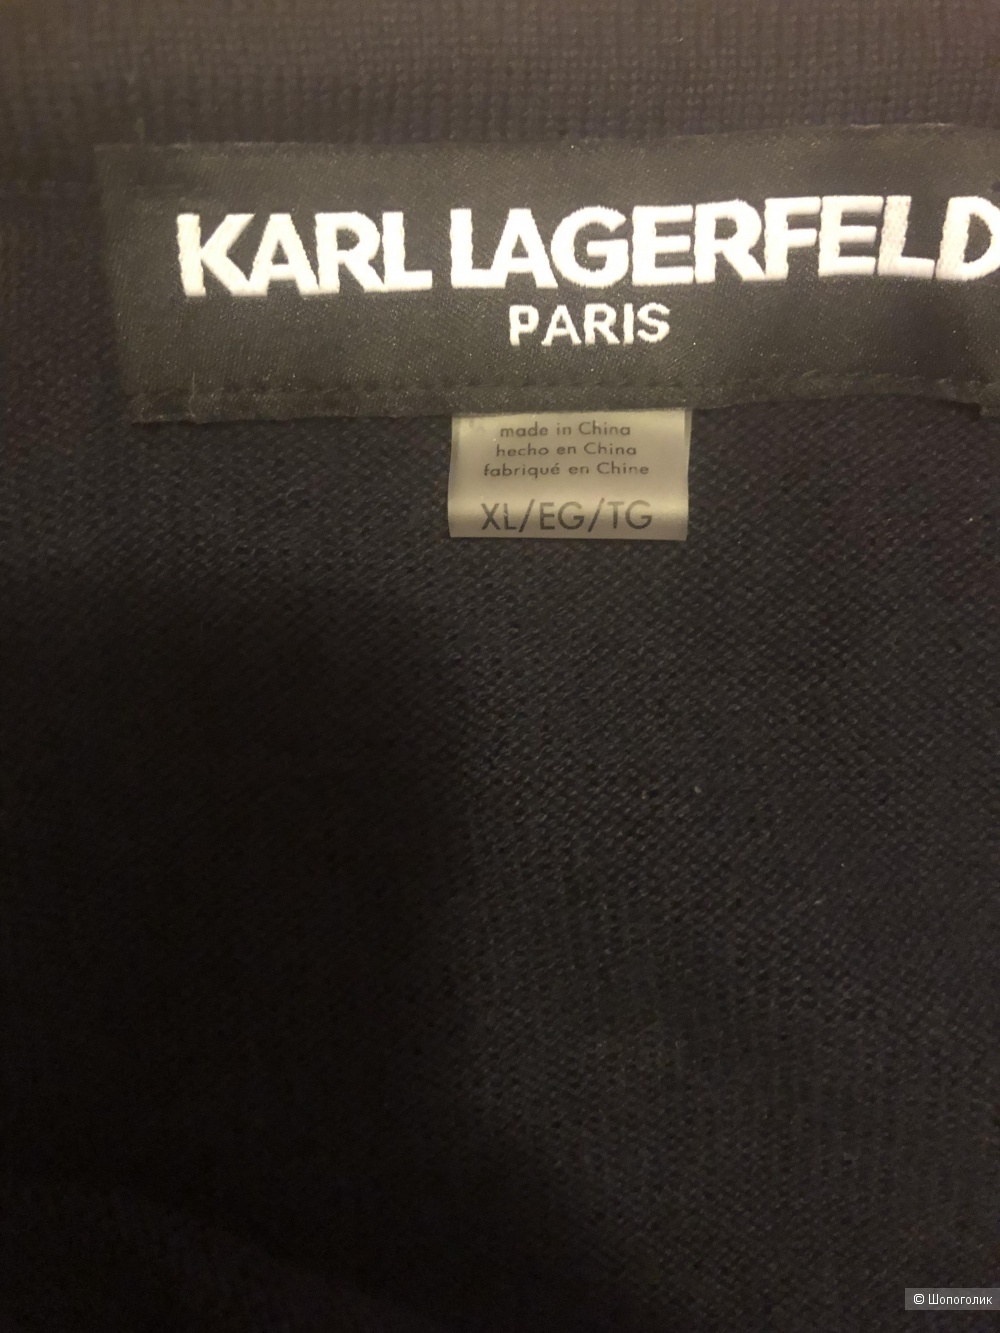 KARL LAGERFELD
PARIS
made in China
hecho en China
fabriqué en Chine
XL/EG/TG
© Шопоголик